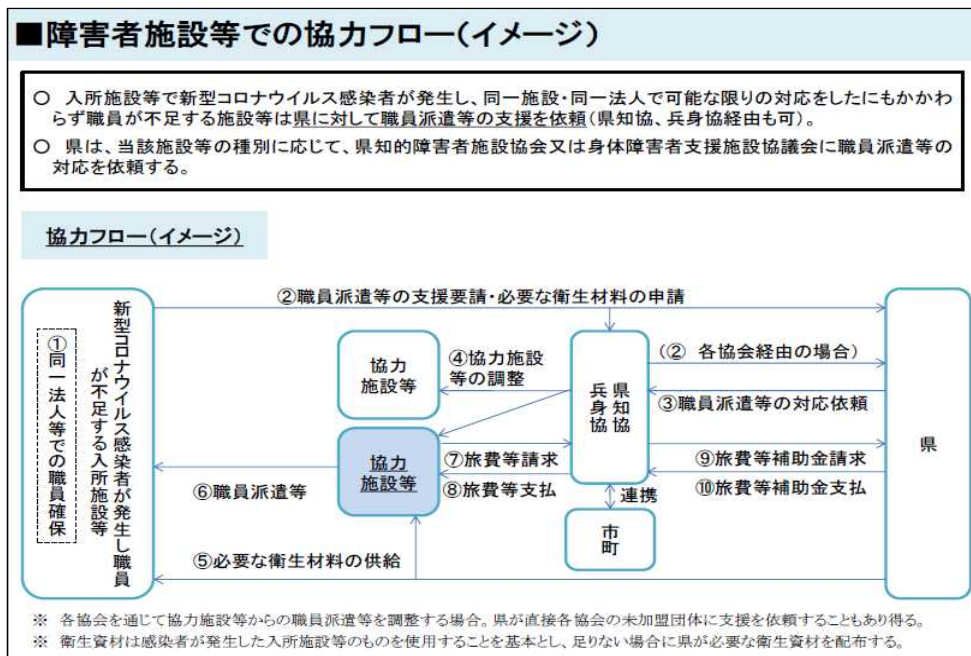 ■障害者施設等での協力フロー(イメージ)
○ 入所施設等で新型コロナウイルス感染者が発生し、同一施設・同一法人で可能な限りの対応をしたにもかかわ
らず職員が不足する施設等は県に対して職員派遣等の支援を依頼(県知協、兵身協経由も可)。
○ 県は、当該施設等の種別に応じて、県知的障害者施設協会又は身体障害者支援施設協議会に職員派遣等の
対応を依頼する。
協力フロー(イメージ)
②職員派遣等の支援要請・必要な衛生材料の申請
新型コロナウイルス感染者が発生し職員
が不足する入所施設等
①同一法人等での職員確保
協力
施設等
④協力施設
等の調整
県知協
兵身協
(② 各協会経由の場合)
③職員派遣等の対応依頼
県
協力
施設等
⑥職員派遣等
⑦旅費等請求
⑧旅費等支払
⑨旅費等補助金請求
⑩旅費等補助金支払
連携
市町
⑤必要な衛生材料の供給
※ 各協会を通じて協力施設等からの職員派遣等を調整する場合。県が直接各協会の未加盟団体に支援を依頼することもあり得る。
※ 衛生資材は感染者が発生した入所施設等のものを使用することを基本とし、足りない場合に県が必要な衛生資材を配布する。